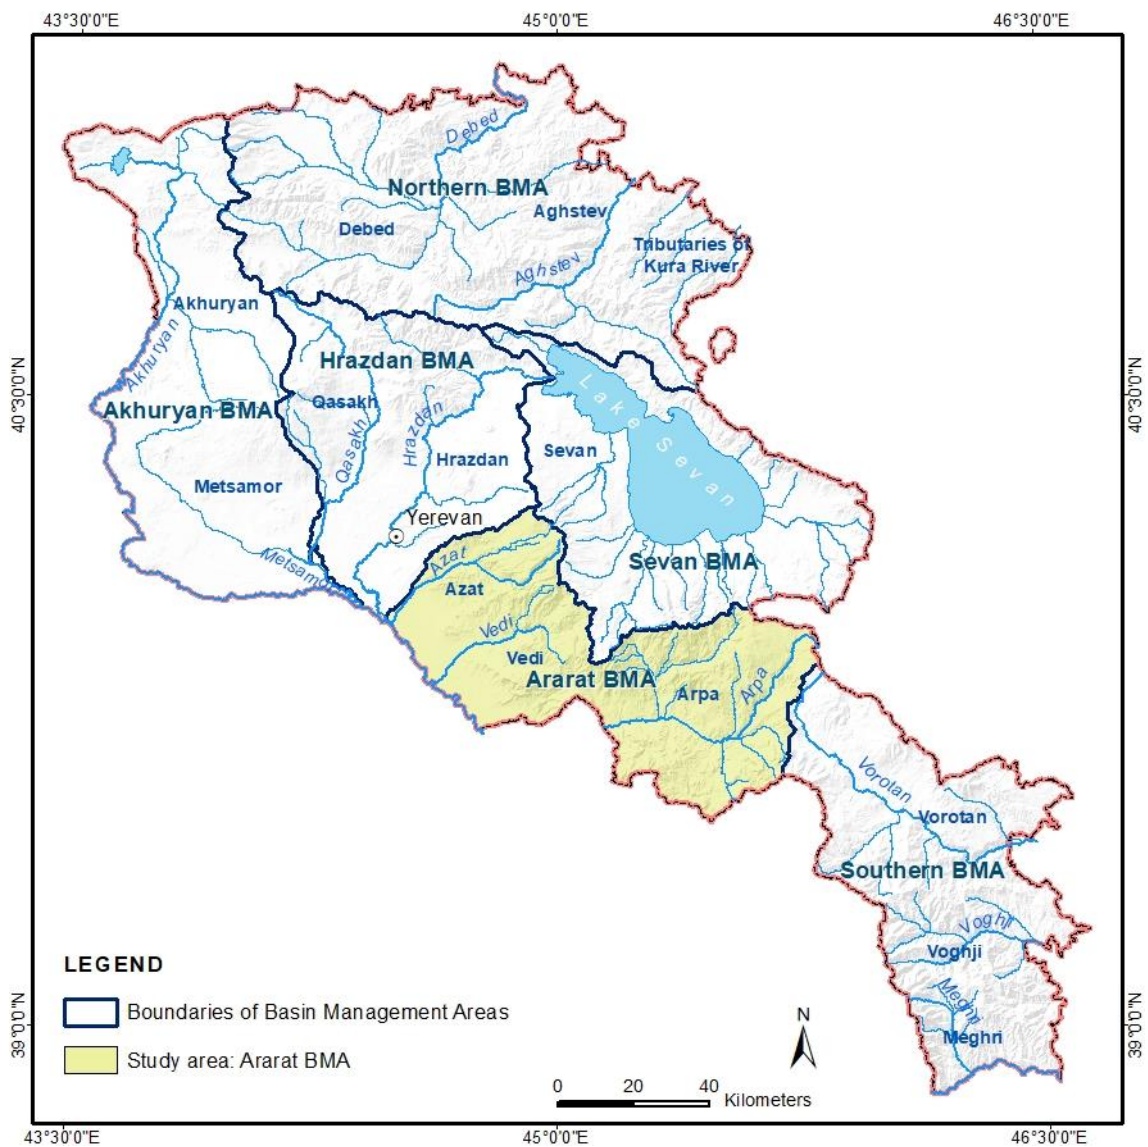 43°30'0"E
45°0'0"E
46°30'0"E
Debed
Northern BMA
Aghstev
Debed
Tributaries of
Kura River
Aghstev
Akhuryan
Akhuryan
Hrazdan BMA
40°30'0"N
40°30'0"N
Akhuryan BMA
Qasakh
Qasakh
Hrazdan
Lake Sevan
Sevan
Hrazdan
Metsamor
Yerevan
Metsamor
Azat
Sevan BMA
Azat
Vedi
Vedi
Ararat BMA
Arpa
Arpa
Vorotan
Vorotan
Southern BMA
Voghji
Voghji
Meghri
Meghri
LEGEND
Boundaries of Basin Management Areas
Study area: Ararat BMA
N
0 20 40
Kilometers
39°0'0"N
39°0'0"N
43°30'0"E
45°0'0"E
46°30'0"E